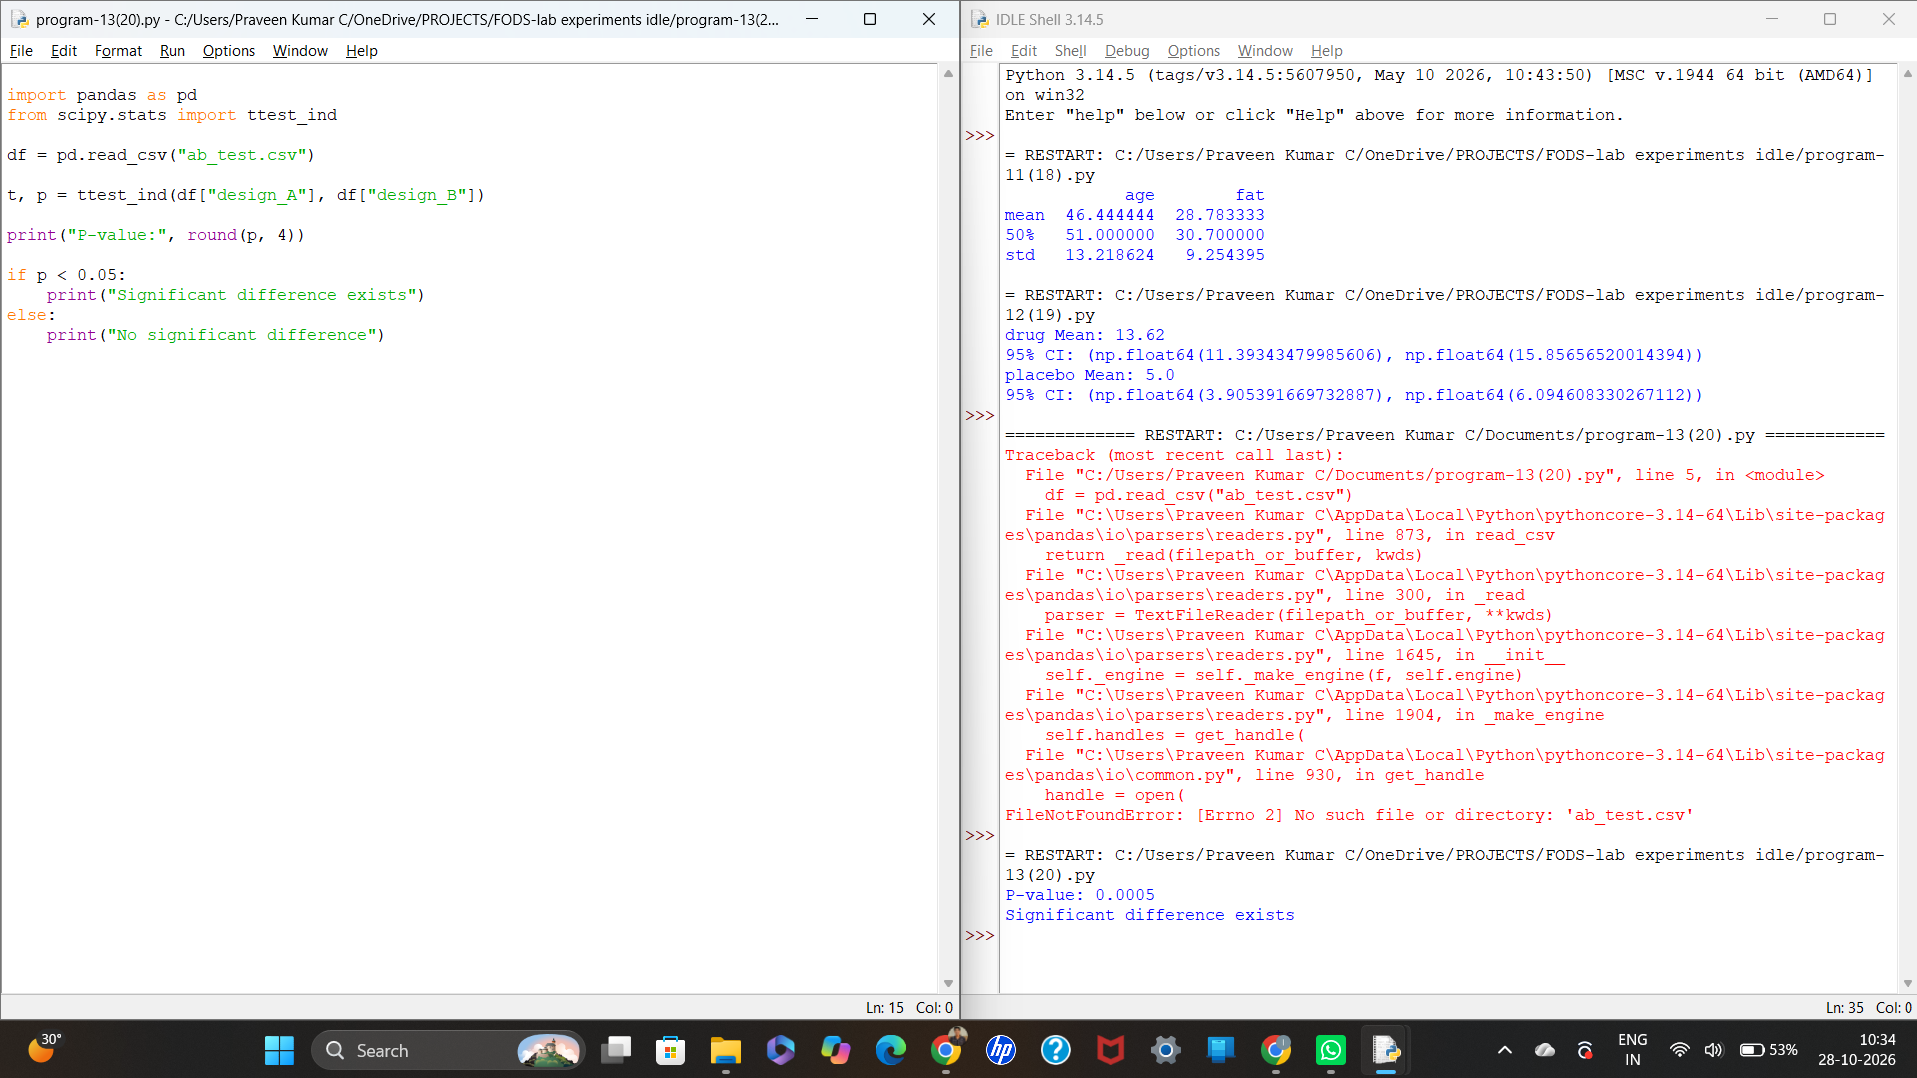 program-13(20).py - C:/Users/Praveen Kumar C/OneDrive/PROJECTS/FODS-lab experiments idle/program-13(2...
File Edit Format Run Options Window Help
import pandas as pd
from scipy.stats import ttest_ind
df = pd.read_csv("ab_test.csv")
t, p = ttest_ind(df["design_A"], df["design_B"])
print("P-value:", round(p, 4))
if p < 0.05:
    print("Significant difference exists")
else:
    print("No significant difference")
Ln: 15 Col: 0
IDLE Shell 3.14.5
File Edit Shell Debug Options Window Help
Python 3.14.5 (tags/v3.14.5:5607950, May 10 2026, 10:43:50) [MSC v.1944 64 bit (AMD64)]
on win32
Enter "help" below or click "Help" above for more information.
>>>
= RESTART: C:/Users/Praveen Kumar C/OneDrive/PROJECTS/FODS-lab experiments idle/program-
11(18).py
            age        fat
mean  46.444444  28.783333
50%   51.000000  30.700000
std   13.218624   9.254395
= RESTART: C:/Users/Praveen Kumar C/OneDrive/PROJECTS/FODS-lab experiments idle/program-
12(19).py
drug Mean: 13.62
95% CI: (np.float64(11.39343479985606), np.float64(15.85656520014394))
placebo Mean: 5.0
95% CI: (np.float64(3.905391669732887), np.float64(6.094608330267112))
>>>
============= RESTART: C:/Users/Praveen Kumar C/Documents/program-13(20).py ============
Traceback (most recent call last):
  File "C:/Users/Praveen Kumar C/Documents/program-13(20).py", line 5, in <module>
    df = pd.read_csv("ab_test.csv")
  File "C:\Users\Praveen Kumar C\AppData\Local\Python\pythoncore-3.14-64\Lib\site-packag
es\pandas\io\parsers\readers.py", line 873, in read_csv
    return _read(filepath_or_buffer, kwds)
  File "C:\Users\Praveen Kumar C\AppData\Local\Python\pythoncore-3.14-64\Lib\site-packag
es\pandas\io\parsers\readers.py", line 300, in _read
    parser = TextFileReader(filepath_or_buffer, **kwds)
  File "C:\Users\Praveen Kumar C\AppData\Local\Python\pythoncore-3.14-64\Lib\site-packag
es\pandas\io\parsers\readers.py", line 1645, in __init__
    self._engine = self._make_engine(f, self.engine)
  File "C:\Users\Praveen Kumar C\AppData\Local\Python\pythoncore-3.14-64\Lib\site-packag
es\pandas\io\parsers\readers.py", line 1904, in _make_engine
    self.handles = get_handle(
  File "C:\Users\Praveen Kumar C\AppData\Local\Python\pythoncore-3.14-64\Lib\site-packag
es\pandas\io\common.py", line 930, in get_handle
    handle = open(
FileNotFoundError: [Errno 2] No such file or directory: 'ab_test.csv'
>>>
= RESTART: C:/Users/Praveen Kumar C/OneDrive/PROJECTS/FODS-lab experiments idle/program-
13(20).py
P-value: 0.0005
Significant difference exists
>>>
Ln: 35 Col: 0
30°
Search
hp
ENG
IN
53%
10:34
28-10-2026